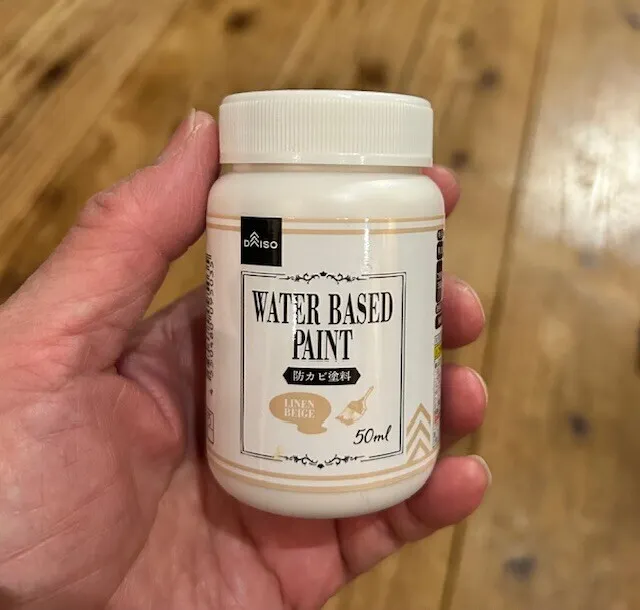 DAISO
WATER BASED
PAINT
防カビ塗料
LINEN
BEIGE
50ml